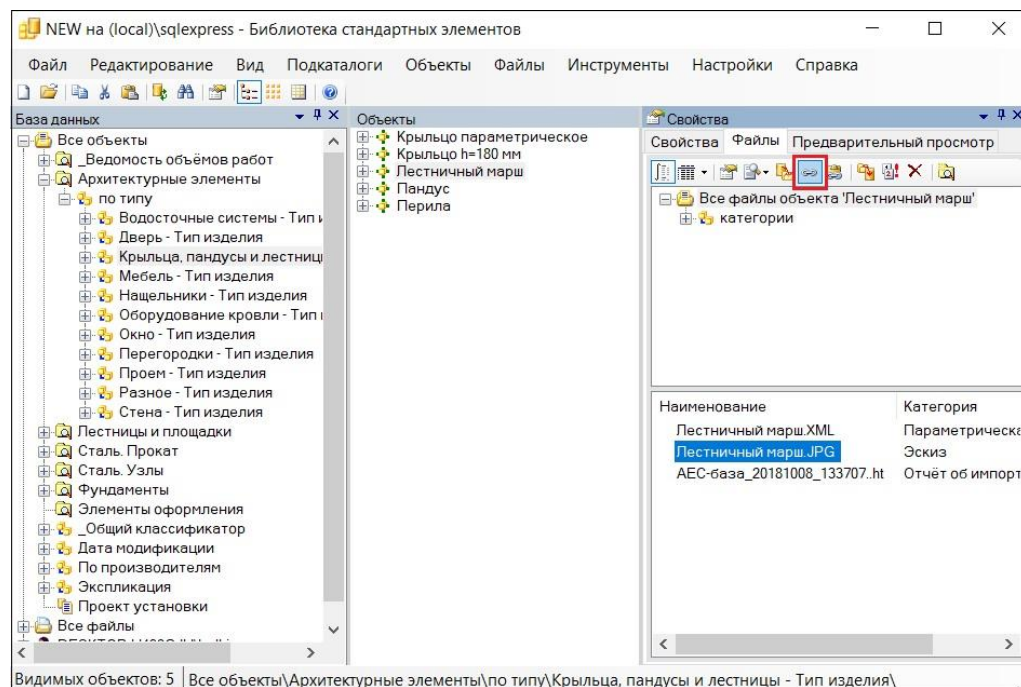 NEW на (local)\sqlexpress - Библиотека стандартных элементов
Файл Редактирование Вид Подкаталоги Объекты Файлы Инструменты Настройки Справка
База данных
Все объекты
_Ведомость объёмов работ
Архитектурные элементы
по типу
Водосточные системы - Тип и
Дверь - Тип изделия
Крыльца, пандусы и лестниц
Мебель - Тип изделия
Нащельники - Тип изделия
Оборудование кровли - Тип
Окно - Тип изделия
Перегородки - Тип изделия
Проем - Тип изделия
Разное - Тип изделия
Стена - Тип изделия
Лестницы и площадки
Сталь. Прокат
Сталь. Узлы
Фундаменты
Элементы оформления
_Общий классификатор
Дата модификации
По производителям
Экспликация
Проект установки
Все файлы
Объекты
Крыльцо параметрическое
Крыльцо h=180 мм
Лестничный марш
Пандус
Перила
Свойства
Свойства Файлы Предварительный просмотр
Все файлы объекта 'Лестничный марш'
категории
Наименование Категория
Лестничный марш.XML Параметрическа
Лестничный марш.JPG Эскиз
AEC-база_20181008_133707..ht Отчёт об импорт
Видимых объектов: 5 Все объекты\Архитектурные элементы\по типу\Крыльца, пандусы и лестницы - Тип изделия\